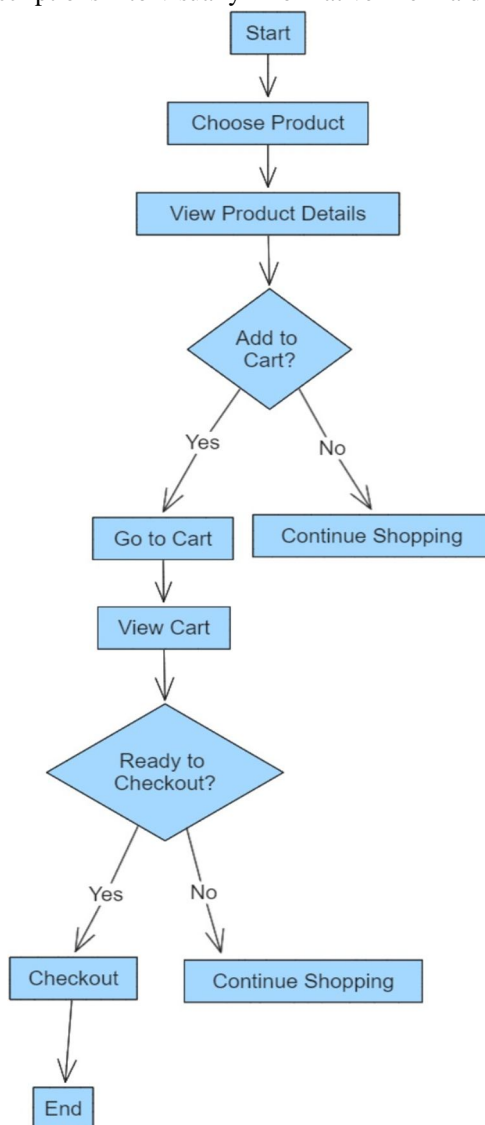 Start
Choose Product
View Product Details
Add to
Cart?
Yes
No
Go to Cart
Continue Shopping
View Cart
Ready to
Checkout?
Yes
No
Checkout
Continue Shopping
End